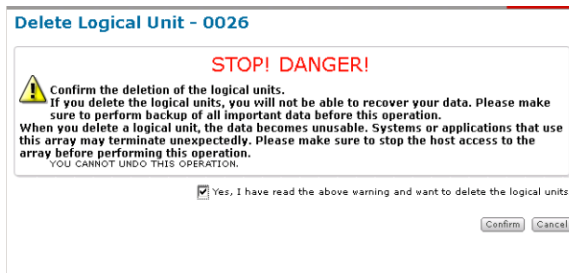 Delete Logical Unit - 0026
STOP! DANGER!
Confirm the deletion of the logical units.
If you delete the logical units, you will not be able to recover your data. Please make
sure to perform backup of all important data before this operation.
When you delete a logical unit, the data becomes unusable. Systems or applications that use
this array may terminate unexpectedly. Please make sure to stop the host access to the
array before performing this operation.
YOU CANNOT UNDO THIS OPERATION.
Yes, I have read the above warning and want to delete the logical units
Confirm Cancel